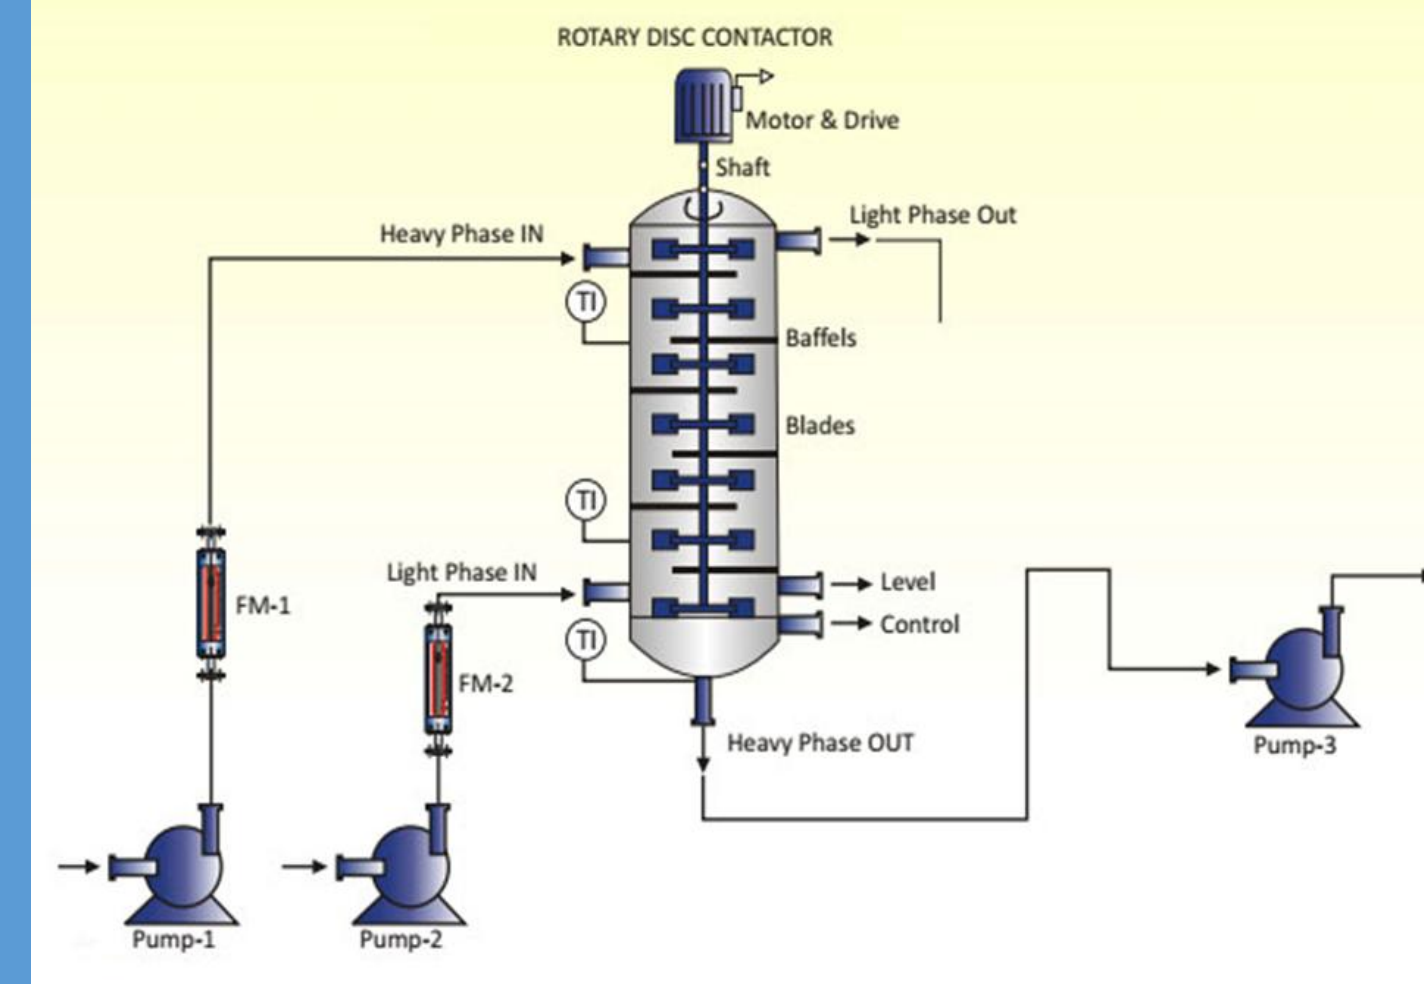 ROTARY DISC CONTACTOR
Motor & Drive
Shaft
Light Phase Out
Heavy Phase IN
TI
Baffels
Blades
TI
Light Phase IN
Level
FM-1
Control
TI
FM-2
Heavy Phase OUT
Pump-3
Pump-1
Pump-2